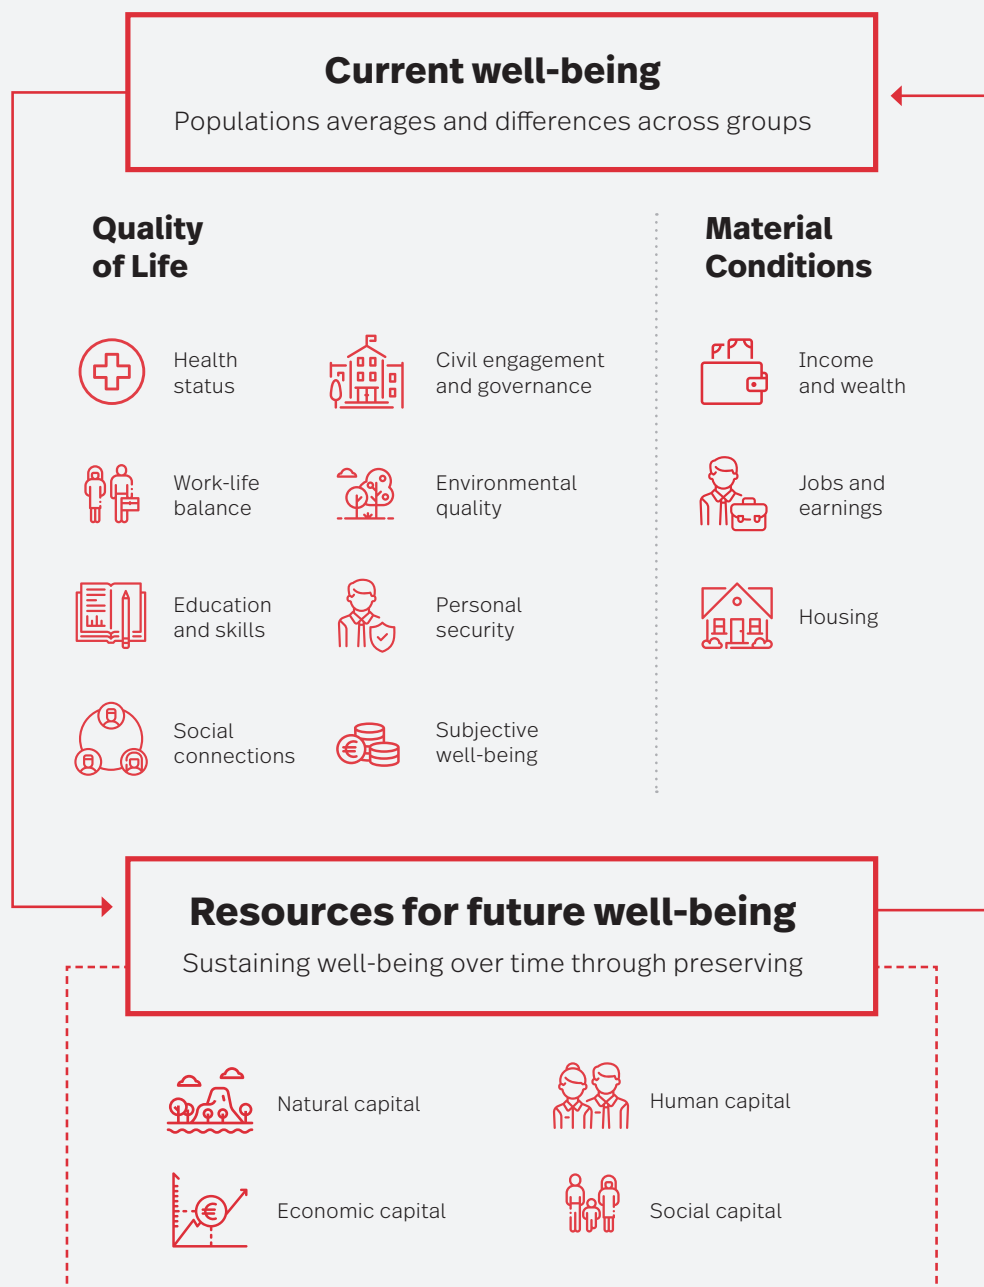 Current well-being
Populations averages and differences across groups
Quality
of Life
Health
status
Civil engagement
and governance
Work-life
balance
Environmental
quality
Education
and skills
Personal
security
Social
connections
Subjective
well-being
Material
Conditions
Income
and wealth
Jobs and
earnings
Housing
Resources for future well-being
Sustaining well-being over time through preserving
Natural capital
Human capital
Economic capital
Social capital